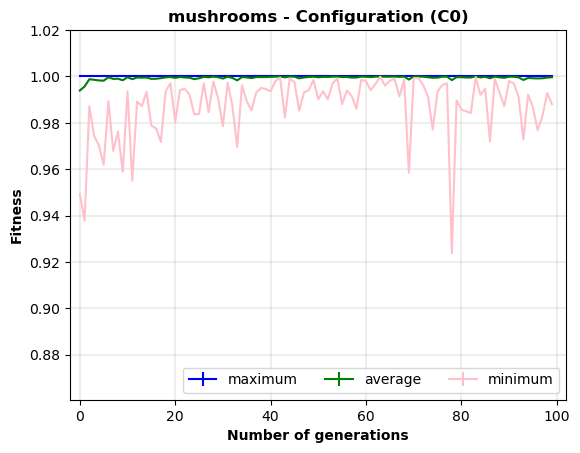 mushrooms - Configuration (C0)
1.02
1.00
0.98
0.96
0.94
0.92
0.90
0.88
Fitness
maximum average minimum
0 20 40 60 80 100
Number of generations